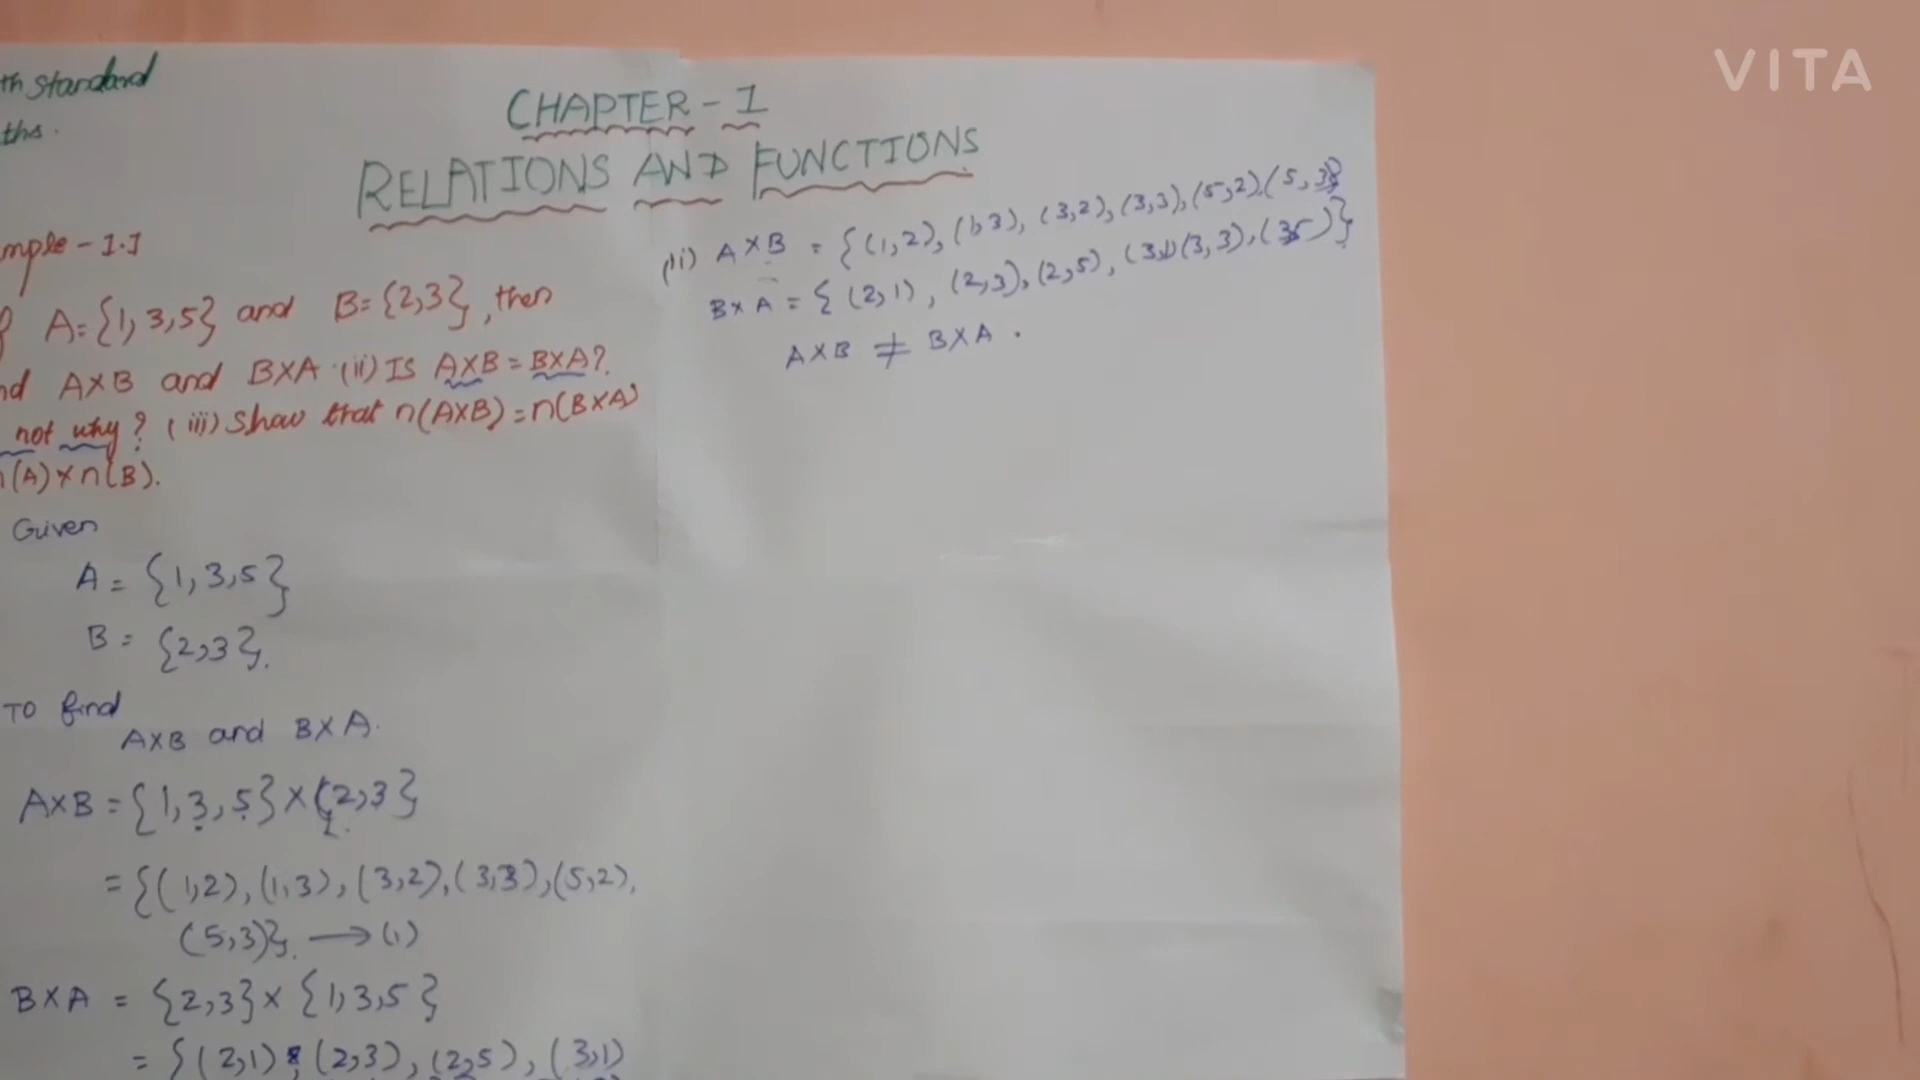 th Standard
ths.
CHAPTER - 1
RELATIONS AND FUNCTIONS
mple - 1.1
f A={1,3,5} and B={2,3}, then
nd A×B and B×A. (ii) Is A×B = B×A?
not why? (iii) Show that n(A×B)=n(B×A)
n(A)×n(B).
Given
A = {1,3,5}
B = {2,3}.
To find
A×B and B×A.
A×B = {1,3,5}×{2,3}
= {(1,2),(1,3),(3,2),(3,3),(5,2),
(5,3)}. → (1)
B×A = {2,3}×{1,3,5}
= {(2,1),(2,3),(2,5),(3,1)
(ii) A×B = {(1,2),(1,3),(3,2),(3,3),(5,2),(5,3)}
B×A = {(2,1),(2,3),(2,5),(3,1)(3,3),(3,5)}
A×B ≠ B×A.
VITA